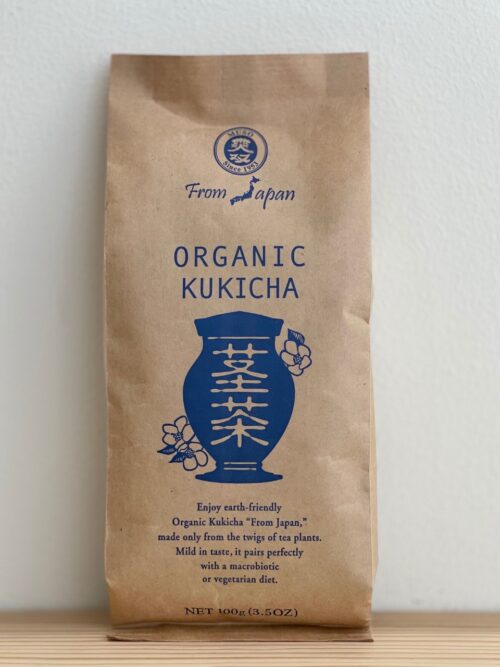 MUSO
Since 1963
From Japan
ORGANIC
KUKICHA
茎茶
Enjoy earth-friendly
Organic Kukicha “From Japan,”
made only from the twigs of tea plants.
Mild in taste, it pairs perfectly
with a macrobiotic
or vegetarian diet.
NET 100g (3.5OZ)